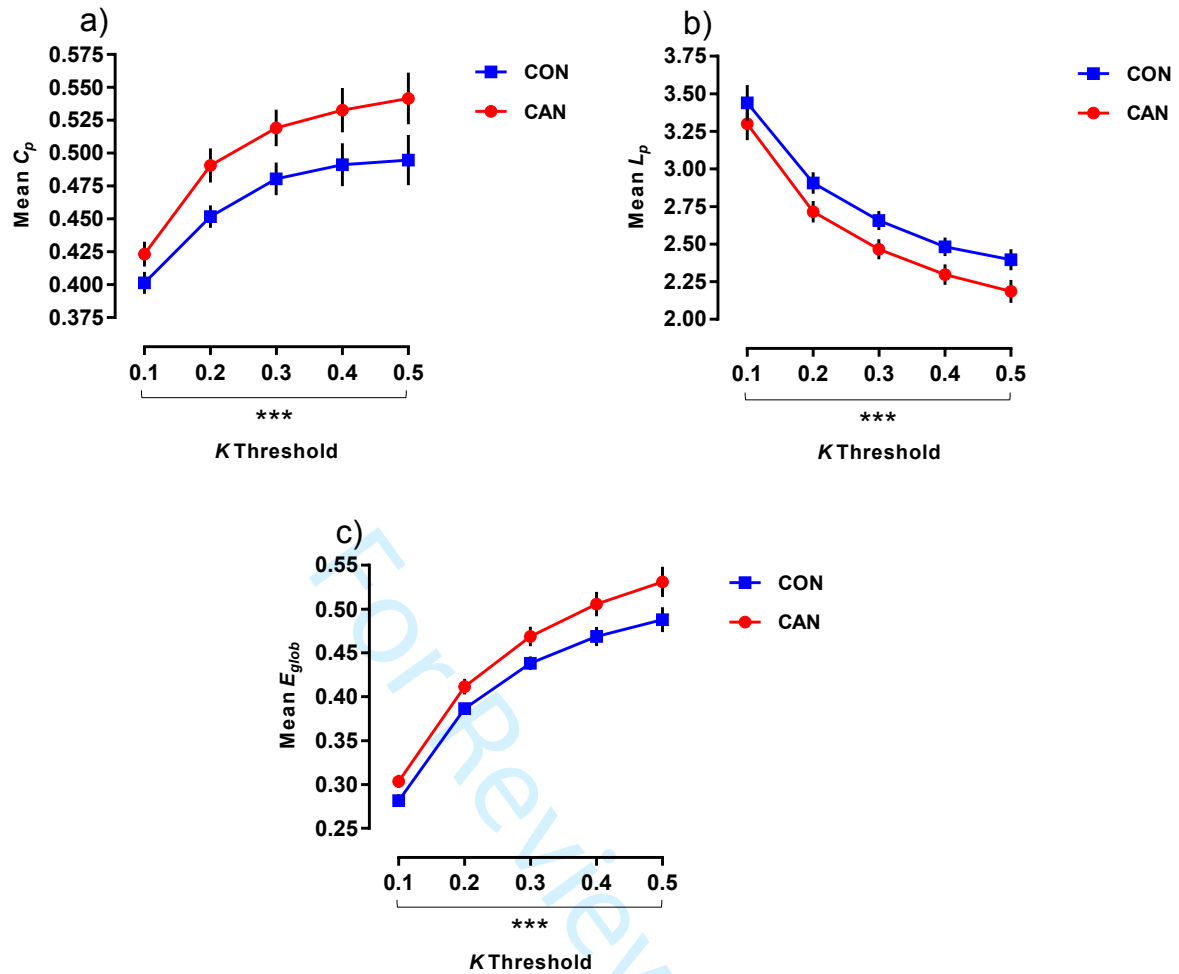 a)
0.575
0.550
0.525
0.500
0.475
0.450
0.425
0.400
0.375
Mean Cp
CON
CAN
0.1 0.2 0.3 0.4 0.5
***
K Threshold
b)
3.75
3.50
3.25
3.00
2.75
2.50
2.25
2.00
Mean Lp
CON
CAN
0.1 0.2 0.3 0.4 0.5
***
K Threshold
c)
0.55
0.50
0.45
0.40
0.35
0.30
0.25
Mean Eglob
CON
CAN
0.1 0.2 0.3 0.4 0.5
***
K Threshold
For Review